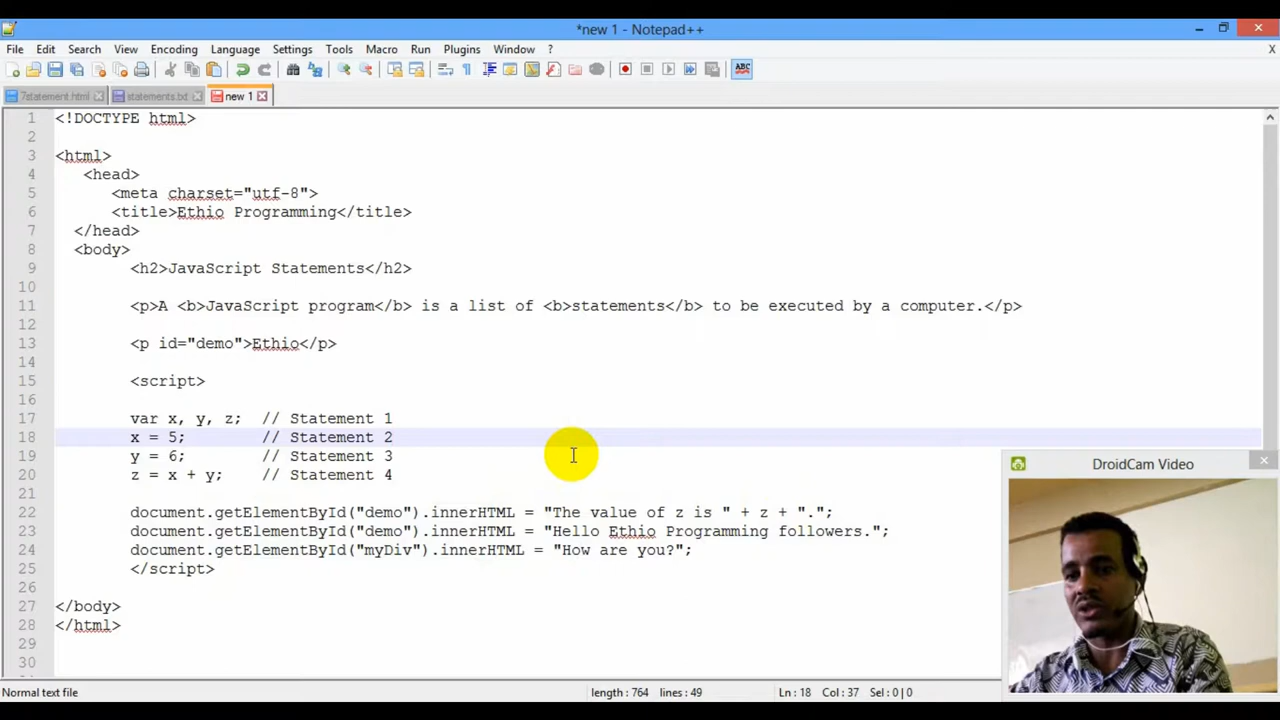 *new 1 - Notepad++
File Edit Search View Encoding Language Settings Tools Macro Run Plugins Window ? X
ABC
7statement.html statements.txt new 1
1 <!DOCTYPE html>
2
3 <html>
4 <head>
5 <meta charset="utf-8">
6 <title>Ethio Programming</title>
7 </head>
8 <body>
9 <h2>JavaScript Statements</h2>
10
11 <p>A <b>JavaScript program</b> is a list of <b>statements</b> to be executed by a computer.</p>
12
13 <p id="demo">Ethio</p>
14
15 <script>
16
17 var x, y, z; // Statement 1
18 x = 5; // Statement 2
19 y = 6; // Statement 3
20 z = x + y; // Statement 4
21
22 document.getElementById("demo").innerHTML = "The value of z is " + z + ".";
23 document.getElementById("demo").innerHTML = "Hello Ethio Programming followers.";
24 document.getElementById("myDiv").innerHTML = "How are you?";
25 </script>
26
27 </body>
28 </html>
29
30
DroidCam Video
Normal text file length : 764 lines : 49 Ln : 18 Col : 37 Sel : 0 | 0